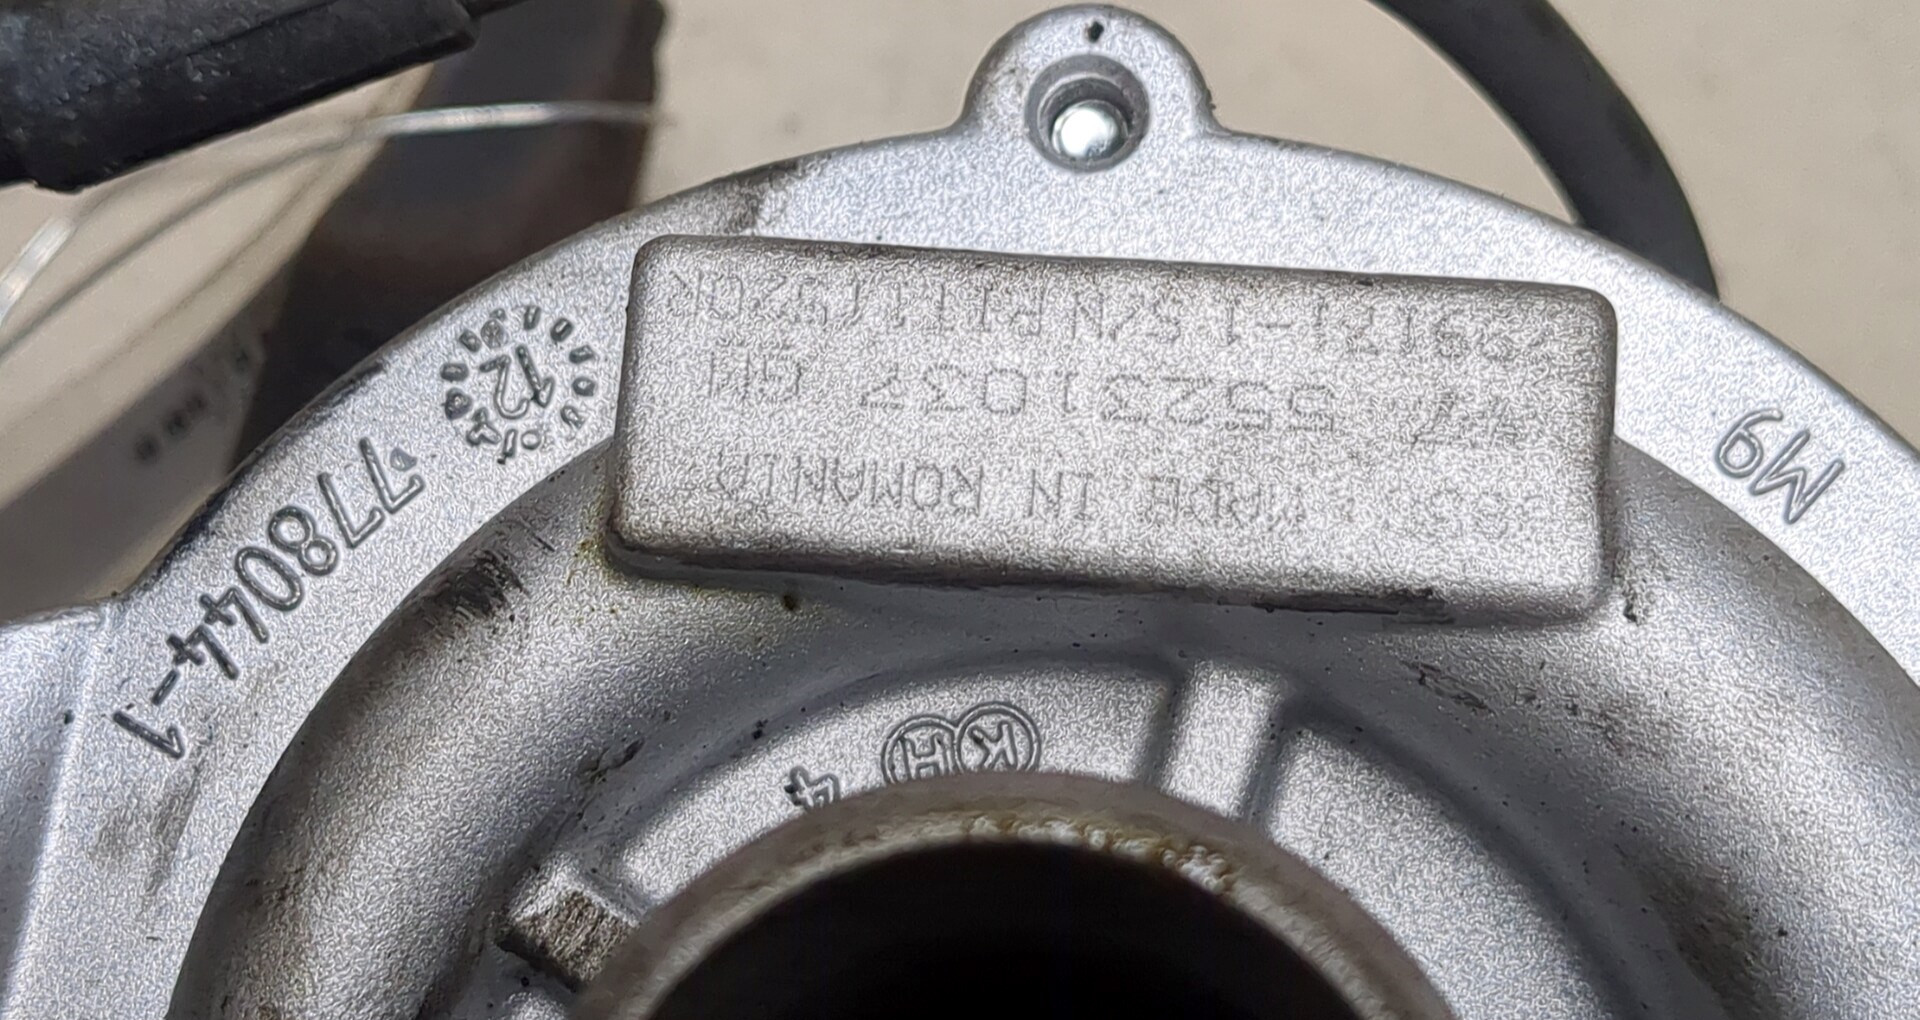 S/N
55231037 GM
MADE IN ROMANIA
M9
12
778044-1
K H 4